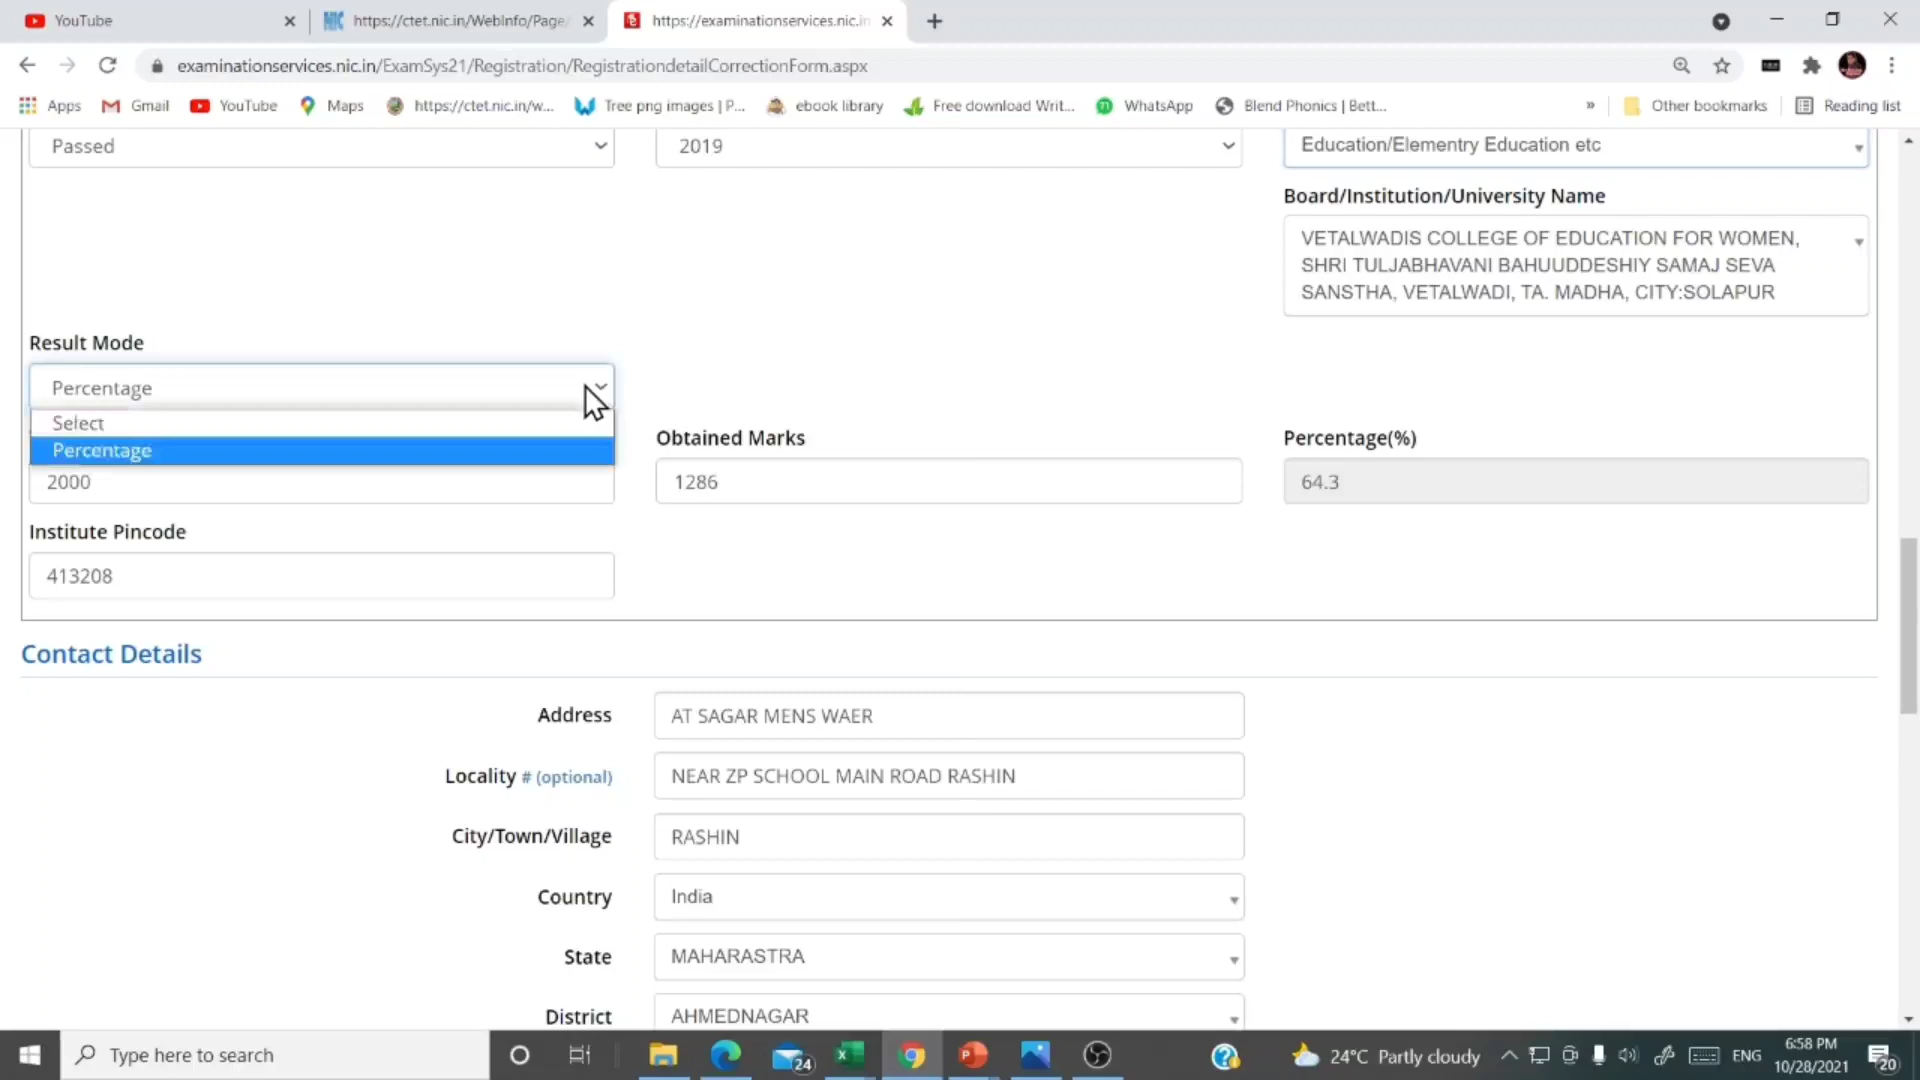 YouTube
https://ctet.nic.in/WebInfo/Page/
https://examinationservices.nic.in
examinationservices.nic.in/ExamSys21/Registration/RegistrationdetailCorrectionForm.aspx
Apps
Gmail
YouTube
Maps
https://ctet.nic.in/w...
Tree png images | P...
ebook library
Free download Writ...
WhatsApp
Blend Phonics | Bett...
»
Other bookmarks
Reading list
Passed
2019
Education/Elementry Education etc
Board/Institution/University Name
VETALWADIS COLLEGE OF EDUCATION FOR WOMEN,
SHRI TULJABHAVANI BAHUUDDESHIY SAMAJ SEVA
SANSTHA, VETALWADI, TA. MADHA, CITY:SOLAPUR
Result Mode
Percentage
Select
Percentage
2000
Obtained Marks
1286
Percentage(%)
64.3
Institute Pincode
413208
Contact Details
Address
AT SAGAR MENS WAER
Locality # (optional)
NEAR ZP SCHOOL MAIN ROAD RASHIN
City/Town/Village
RASHIN
Country
India
State
MAHARASTRA
District
AHMEDNAGAR
Type here to search
24
24°C Partly cloudy
ENG
6:58 PM
10/28/2021
20